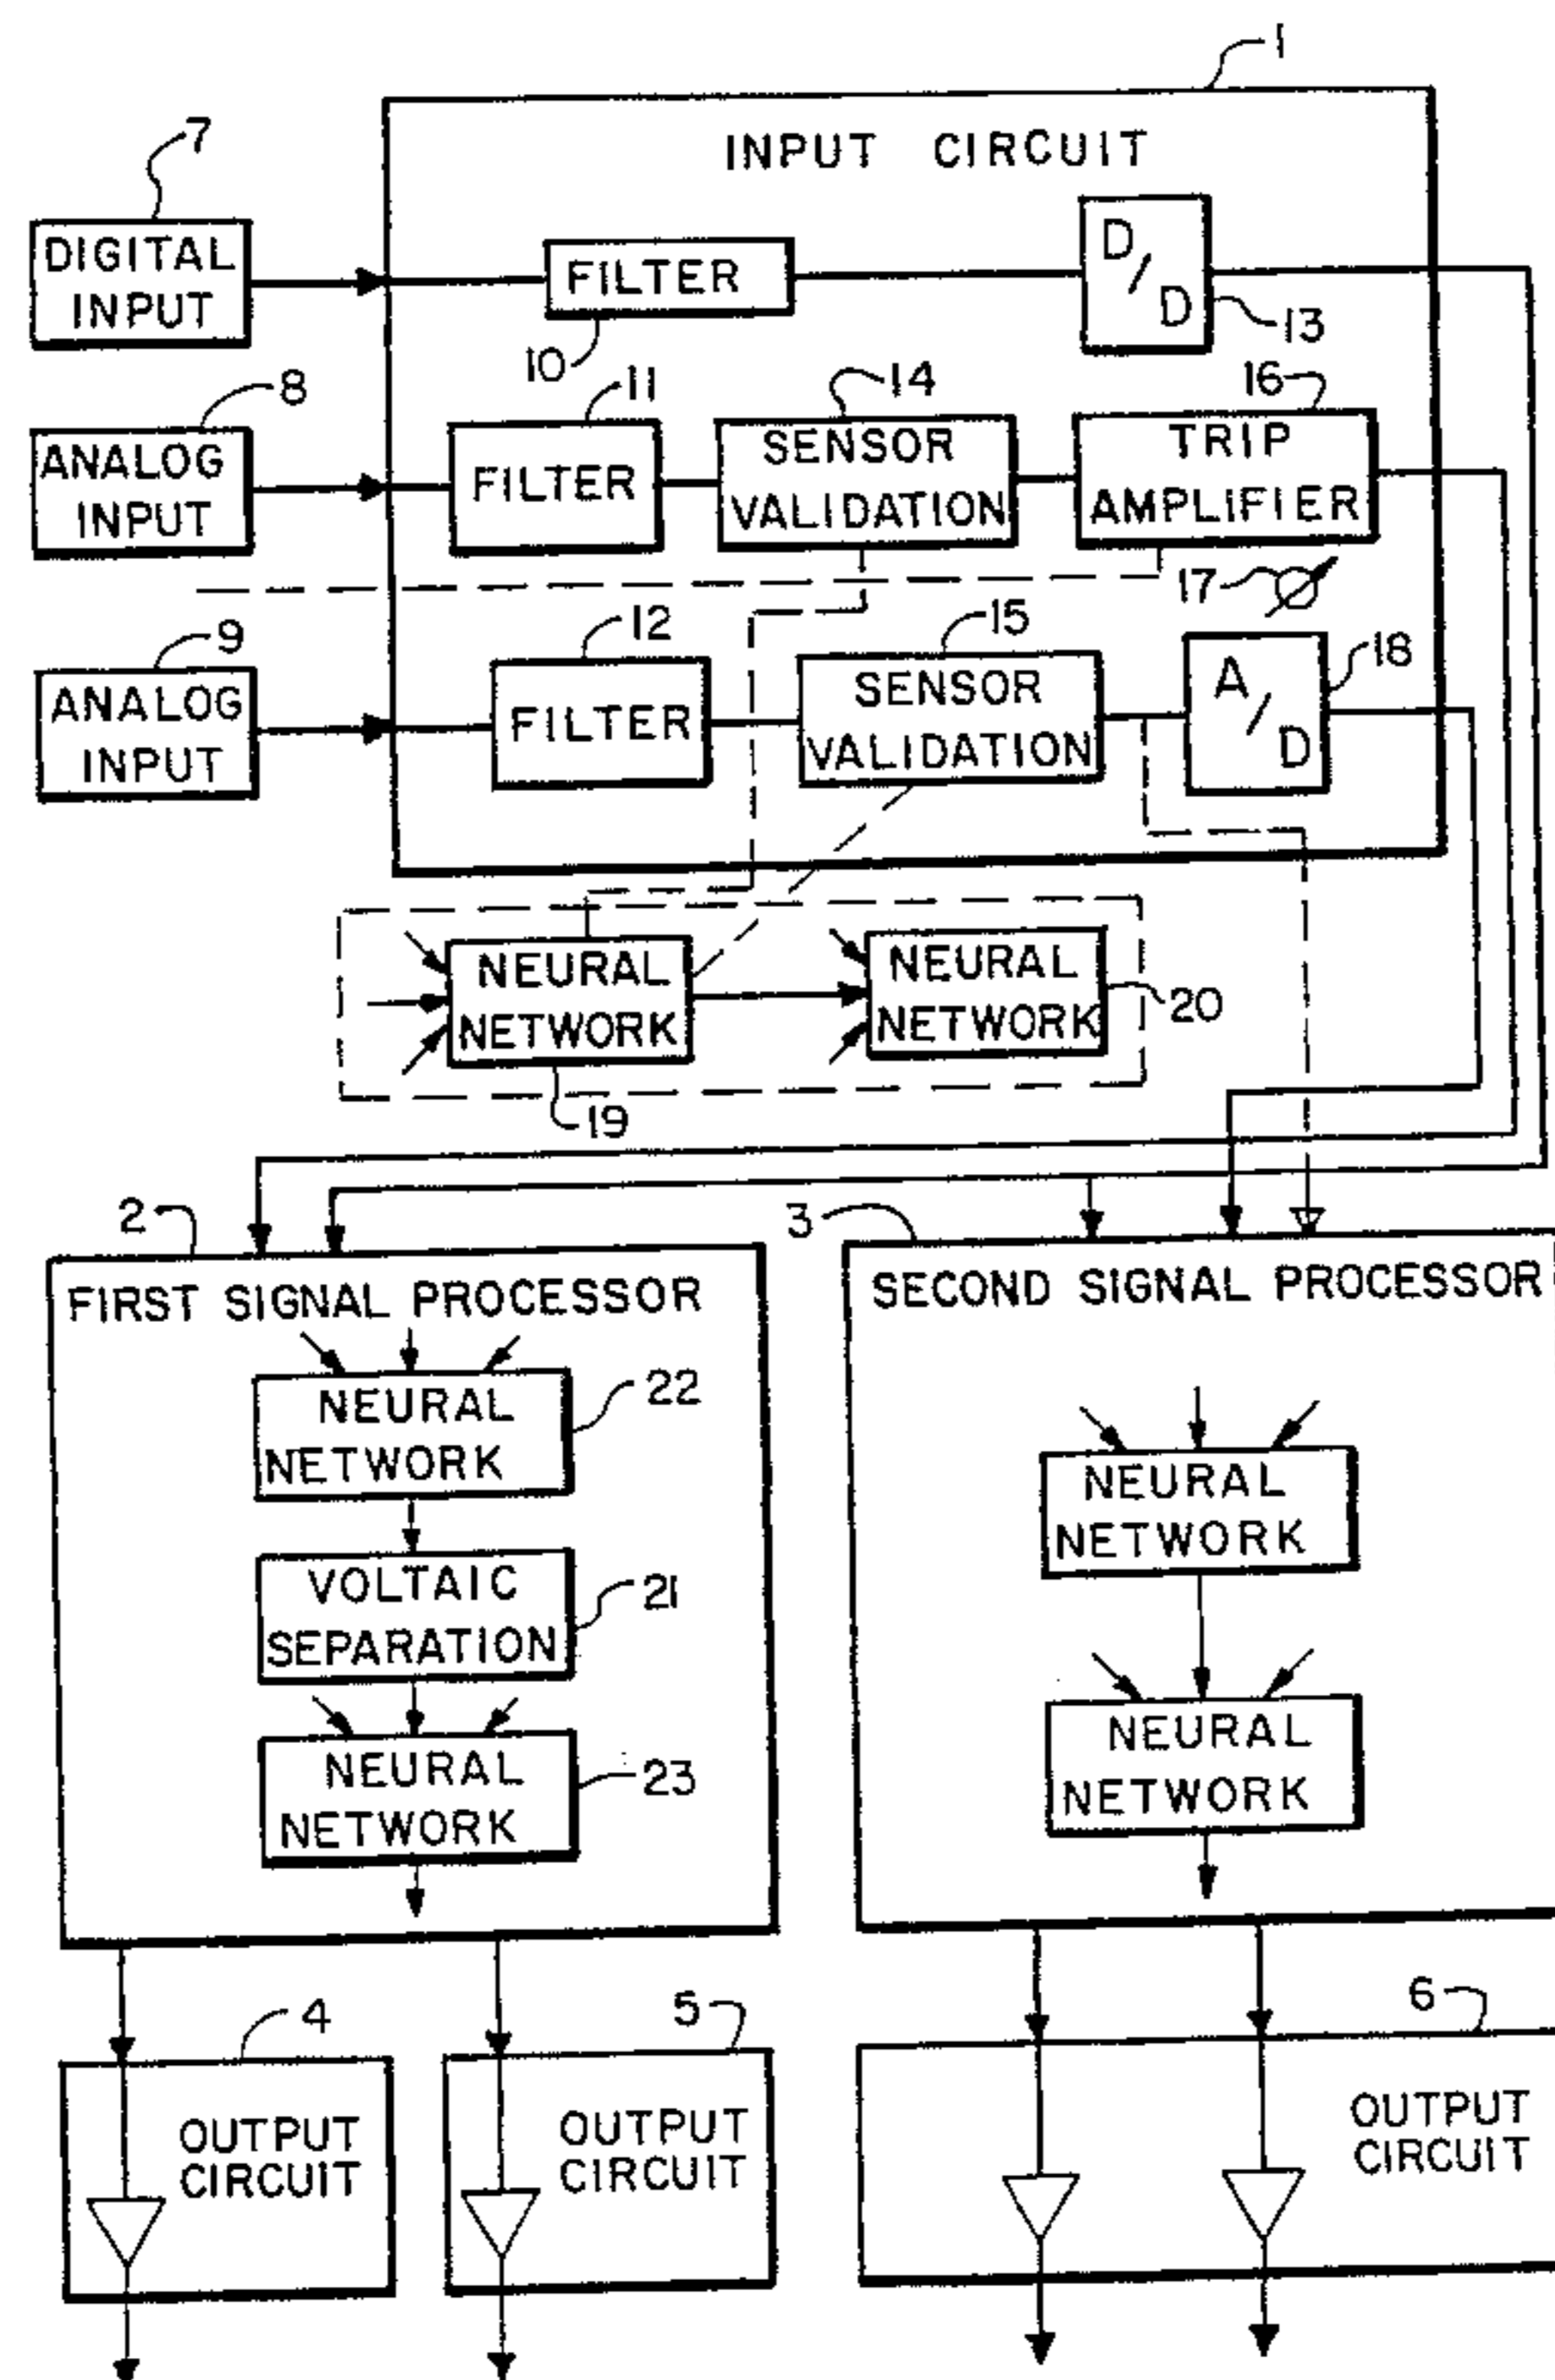 1
INPUT CIRCUIT
7
DIGITAL
INPUT
FILTER
10
D/D
13
8
ANALOG
INPUT
11
FILTER
14
SENSOR
VALIDATION
16
TRIP
AMPLIFIER
17
9
ANALOG
INPUT
12
FILTER
15
SENSOR
VALIDATION
A/D
18
NEURAL
NETWORK
19
NEURAL
NETWORK
20
2
FIRST SIGNAL PROCESSOR
NEURAL
NETWORK
22
VOLTAIC
SEPARATION
21
NEURAL
NETWORK
23
3
SECOND SIGNAL PROCESSOR
NEURAL
NETWORK
NEURAL
NETWORK
4
OUTPUT
CIRCUIT
5
OUTPUT
CIRCUIT
6
OUTPUT
CIRCUIT